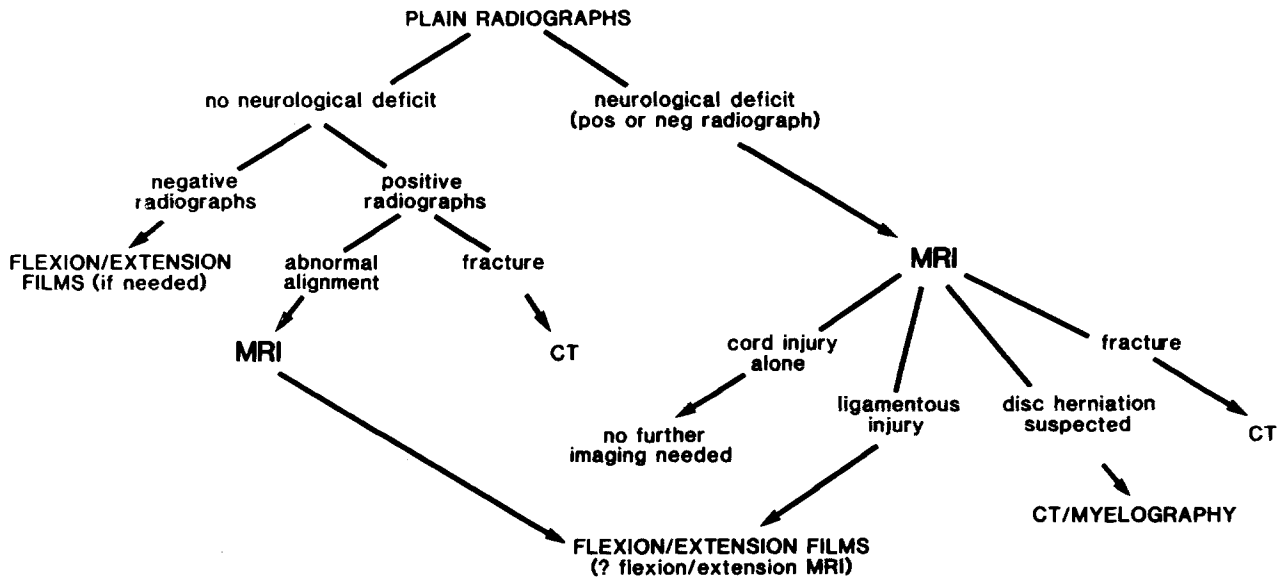 PLAIN RADIOGRAPHS
no neurological deficit
neurological deficit
(pos or neg radiograph)
negative
radiographs
positive
radiographs
FLEXION/EXTENSION
FILMS (if needed)
abnormal
alignment
fracture
MRI
MRI
CT
cord injury
alone
fracture
ligamentous
injury
disc herniation
suspected
CT
no further
imaging needed
CT/MYELOGRAPHY
FLEXION/EXTENSION FILMS
(? flexion/extension MRI)